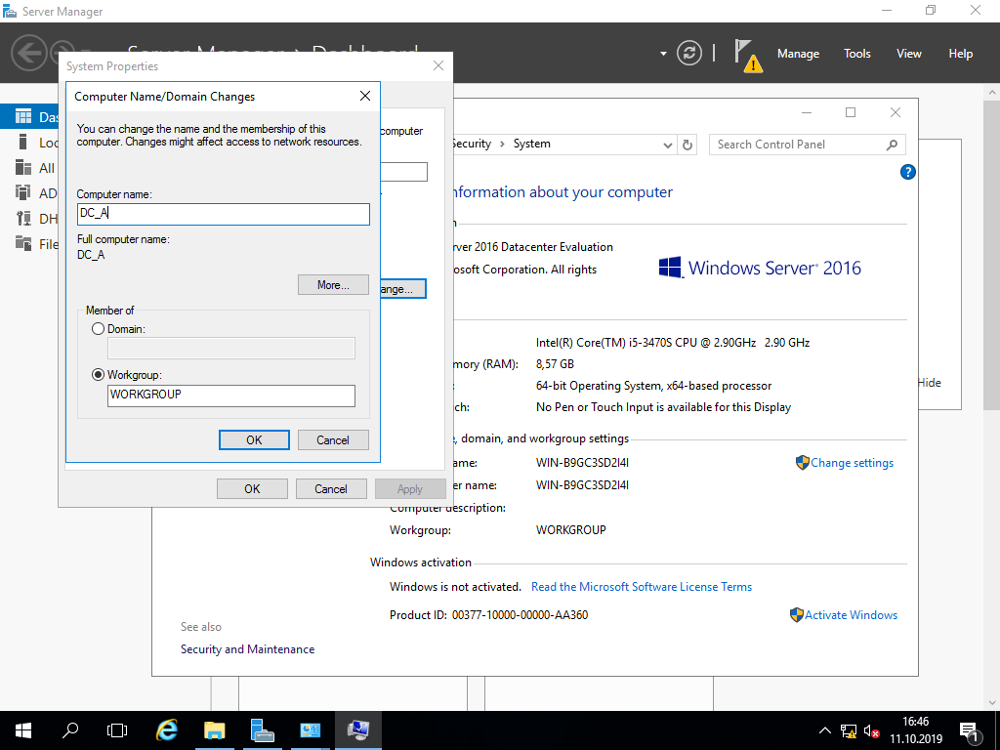 Server Manager
Manage
Tools
View
Help
System Properties
Computer Name/Domain Changes
You can change the name and the membership of this
computer. Changes might affect access to network resources.
Computer name:
DC_A
Full computer name:
DC_A
More...
Member of
Domain:
Workgroup:
WORKGROUP
OK
Cancel
OK
Cancel
Apply
computer
ange...
Das
Loc
All
AD
DH
File
ecurity > System
Search Control Panel
nformation about your computer
ver 2016 Datacenter Evaluation
osoft Corporation. All rights
Windows Server® 2016
Intel(R) Core(TM) i5-3470S CPU @ 2.90GHz 2.90 GHz
mory (RAM):
8,57 GB
64-bit Operating System, x64-based processor
ch:
No Pen or Touch Input is available for this Display
Hide
e, domain, and workgroup settings
ame:
WIN-B9GC3SD2I4I
Change settings
er name:
WIN-B9GC3SD2I4I
Computer description:
Workgroup:
WORKGROUP
Windows activation
Windows is not activated. Read the Microsoft Software License Terms
Product ID: 00377-10000-00000-AA360
Activate Windows
See also
Security and Maintenance
16:46
11.10.2019
1